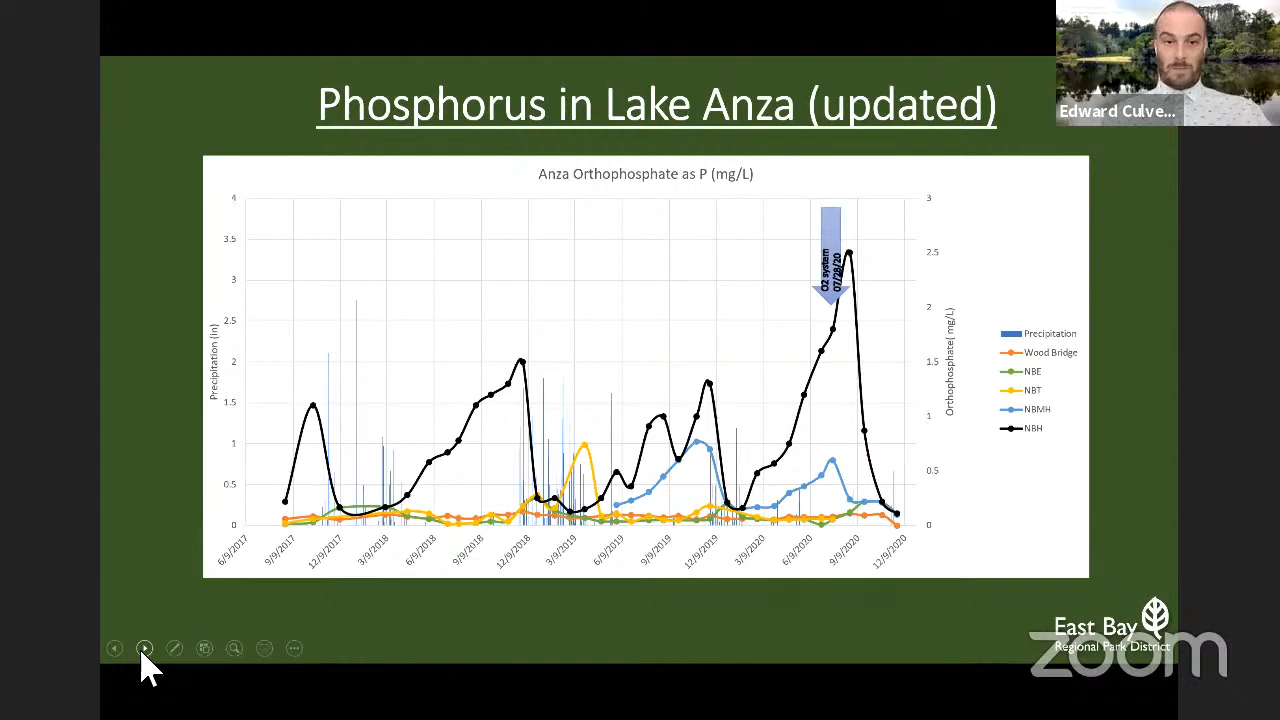 Phosphorus in Lake Anza (updated)
Edward Culve...
Anza Orthophosphate as P (mg/L)
4
3.5
3
2.5
2
1.5
1
0.5
0
Precipitation (in)
3
2.5
2
1.5
1
0.5
0
Orthophosphate( mg/L)
O2 system
07/28/20
6/9/2017
9/9/2017
12/9/2017
3/9/2018
6/9/2018
9/9/2018
12/9/2018
3/9/2019
6/9/2019
9/9/2019
12/9/2019
3/9/2020
6/9/2020
9/9/2020
12/9/2020
Precipitation
Wood Bridge
NBE
NBT
NBMH
NBH
East Bay
Regional Park District
zoom